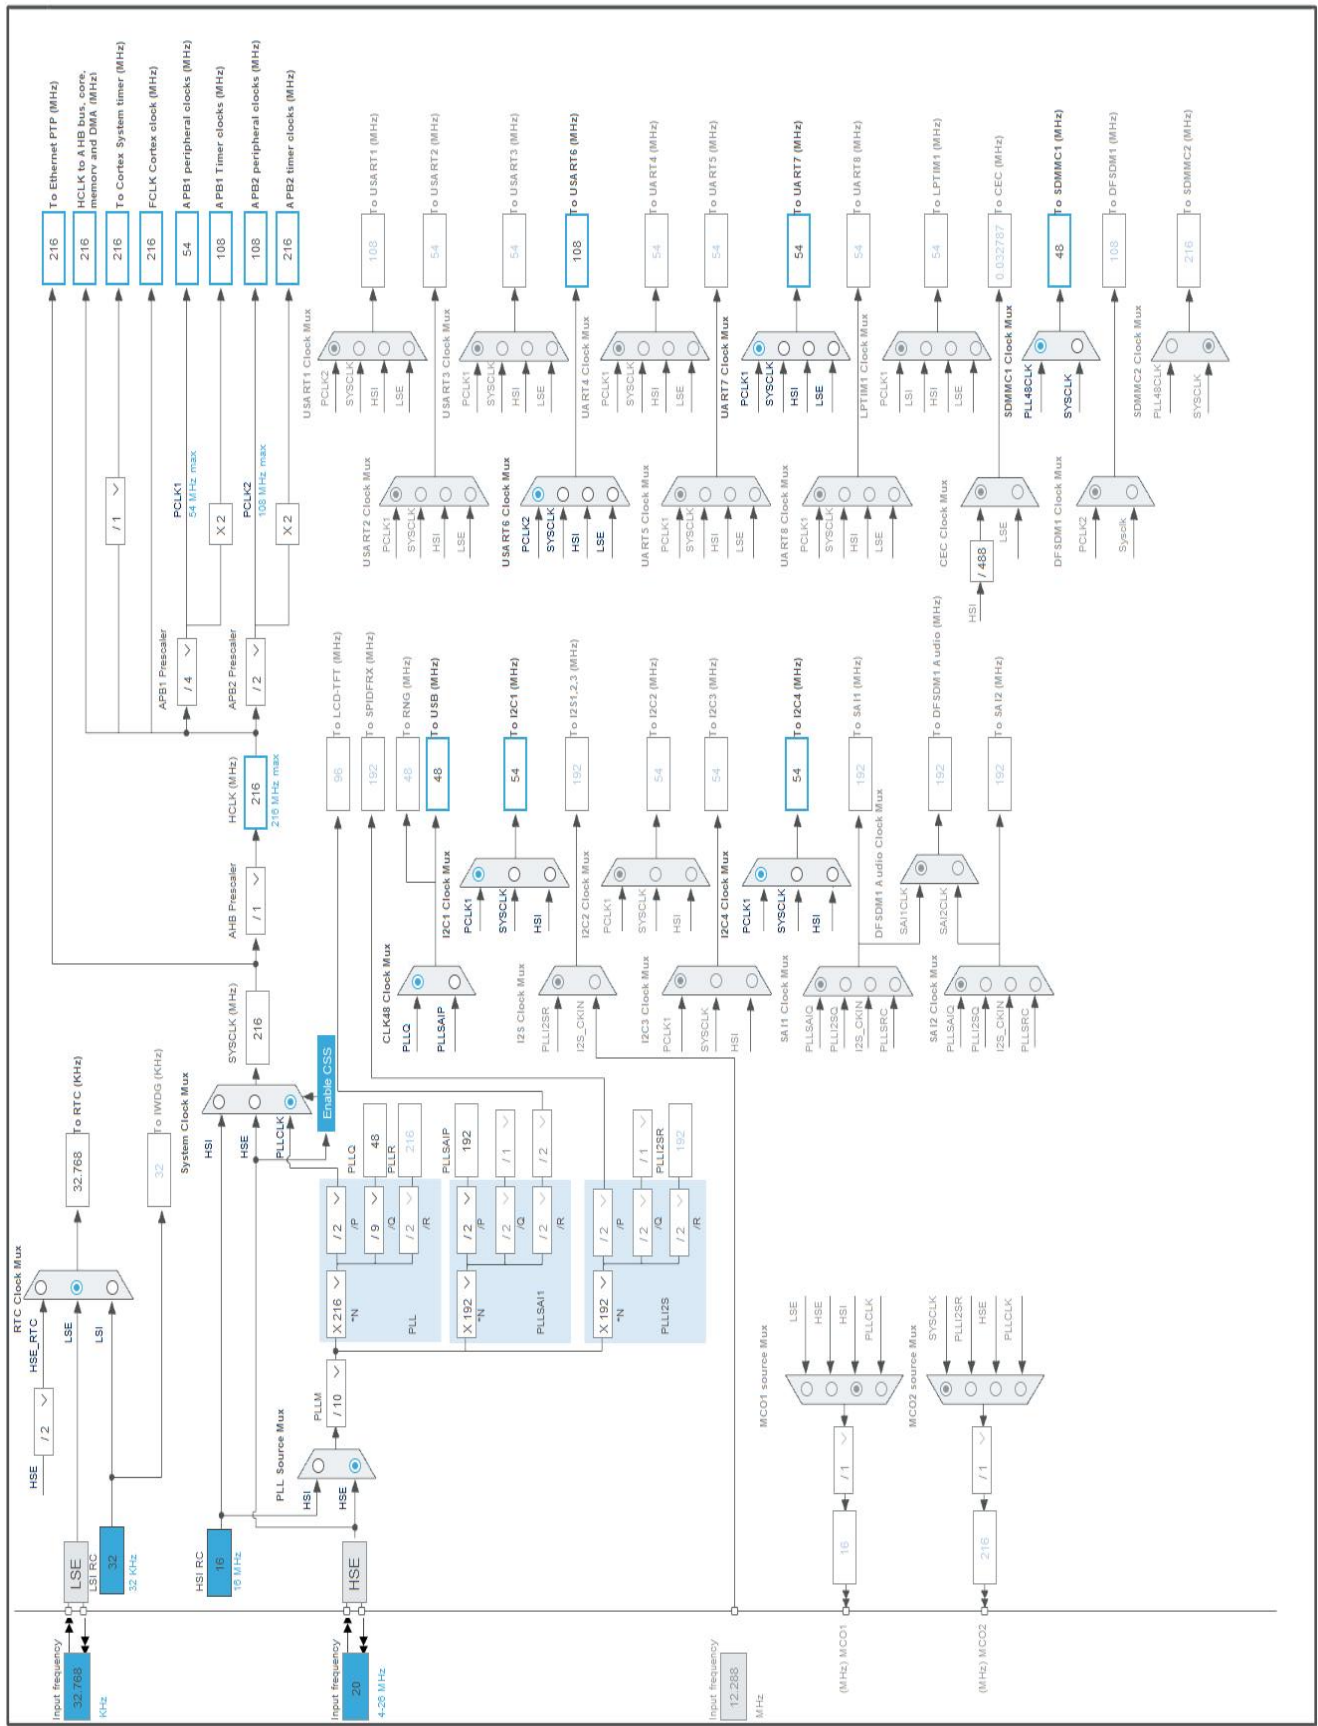 Input frequency
32.768
KHz
LSE
LSI RC
32
32 KHz
HSE
/ 2
HSE_RTC
RTC Clock Mux
LSE
LSI
32.768
To RTC (KHz)
32
To IWDG (KHz)
HSI RC
16
16 MHz
Input frequency
20
4-26 MHz
HSE
PLL Source Mux
HSI
HSE
PLLM
/ 10
System Clock Mux
HSI
HSE
PLLCLK
Enable CSS
SYSCLK (MHz)
216
AHB Prescaler
/ 1
HCLK (MHz)
216
216 MHz max
APB1 Prescaler
/ 4
APB2 Prescaler
/ 2
/ 1
PCLK1
54 MHz max
X 2
PCLK2
108 MHz max
X 2
216
To Ethernet PTP (MHz)
216
HCLK to AHB bus, core,
memory and DMA (MHz)
216
To Cortex System timer (MHz)
216
FCLK Cortex clock (MHz)
54
APB1 peripheral clocks (MHz)
108
APB1 Timer clocks (MHz)
108
APB2 peripheral clocks (MHz)
216
APB2 timer clocks (MHz)
X 216
*N
PLL
/ 2
/P
/ 9
/Q
/ 2
/R
PLLQ
48
PLLR
216
X 192
*N
PLLSAI1
/ 2
/P
/ 2
/Q
/ 2
/R
PLLSAIP
192
/ 1
/ 2
X 192
*N
PLLI2S
/ 2
/P
/ 2
/Q
/ 2
/R
/ 1
PLLI2SR
192
96
To LCD-TFT (MHz)
192
To SPIDFRX (MHz)
48
To RNG (MHz)
48
To USB (MHz)
CLK48 Clock Mux
PLLQ
PLLSAIP
I2C1 Clock Mux
PCLK1
SYSCLK
HSI
54
To I2C1 (MHz)
I2S Clock Mux
PLLI2SR
I2S_CKIN
192
To I2S1,2,3 (MHz)
I2C2 Clock Mux
PCLK1
SYSCLK
HSI
54
To I2C2 (MHz)
I2C3 Clock Mux
PCLK1
SYSCLK
HSI
54
To I2C3 (MHz)
I2C4 Clock Mux
PCLK1
SYSCLK
HSI
54
To I2C4 (MHz)
SAI1 Clock Mux
PLLSAIQ
PLLI2SQ
I2S_CKIN
PLLSRC
192
To SAI1 (MHz)
DFSDM1 Audio Clock Mux
SAI1CLK
SAI2CLK
192
To DFSDM1 Audio (MHz)
SAI2 Clock Mux
PLLSAIQ
PLLI2SQ
I2S_CKIN
PLLSRC
192
To SAI2 (MHz)
USART1 Clock Mux
PCLK2
SYSCLK
HSI
LSE
108
To USART1 (MHz)
USART2 Clock Mux
PCLK1
SYSCLK
HSI
LSE
54
To USART2 (MHz)
USART3 Clock Mux
PCLK1
SYSCLK
HSI
LSE
54
To USART3 (MHz)
USART6 Clock Mux
PCLK2
SYSCLK
HSI
LSE
108
To USART6 (MHz)
UART4 Clock Mux
PCLK1
SYSCLK
HSI
LSE
54
To UART4 (MHz)
UART5 Clock Mux
PCLK1
SYSCLK
HSI
LSE
54
To UART5 (MHz)
UART7 Clock Mux
PCLK1
SYSCLK
HSI
LSE
54
To UART7 (MHz)
UART8 Clock Mux
PCLK1
SYSCLK
HSI
LSE
54
To UART8 (MHz)
LPTIM1 Clock Mux
PCLK1
LSI
HSI
LSE
54
To LPTIM1 (MHz)
HSI
/ 488
CEC Clock Mux
LSE
0.032787
To CEC (MHz)
SDMMC1 Clock Mux
PLL48CLK
SYSCLK
48
To SDMMC1 (MHz)
DFSDM1 Clock Mux
PCLK2
Sysclk
108
To DFSDM1 (MHz)
SDMMC2 Clock Mux
PLL48CLK
SYSCLK
216
To SDMMC2 (MHz)
Input frequency
12.288
MHz
MCO1 source Mux
LSE
HSE
HSI
PLLCLK
/ 1
16
(MHz) MCO1
MCO2 source Mux
SYSCLK
PLLI2SR
HSE
PLLCLK
/ 1
216
(MHz) MCO2